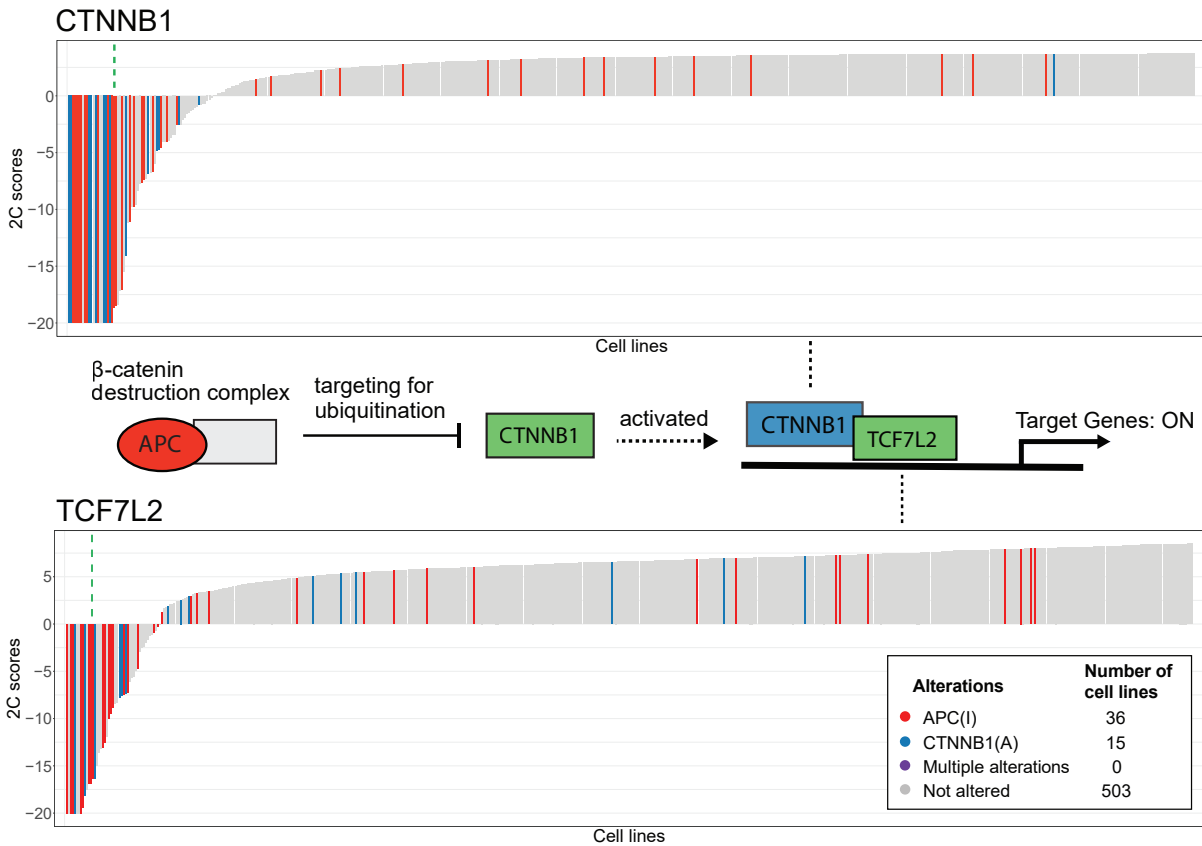 CTNNB1
0
−5
−10
−15
−20
2C scores
Cell lines
β-catenin
destruction complex
APC
targeting for
ubiquitination
CTNNB1
activated
CTNNB1
TCF7L2
Target Genes: ON
TCF7L2
5
0
−5
−10
−15
−20
2C scores
Cell lines
Alterations Number of
cell lines
APC(I) 36
CTNNB1(A) 15
Multiple alterations 0
Not altered 503